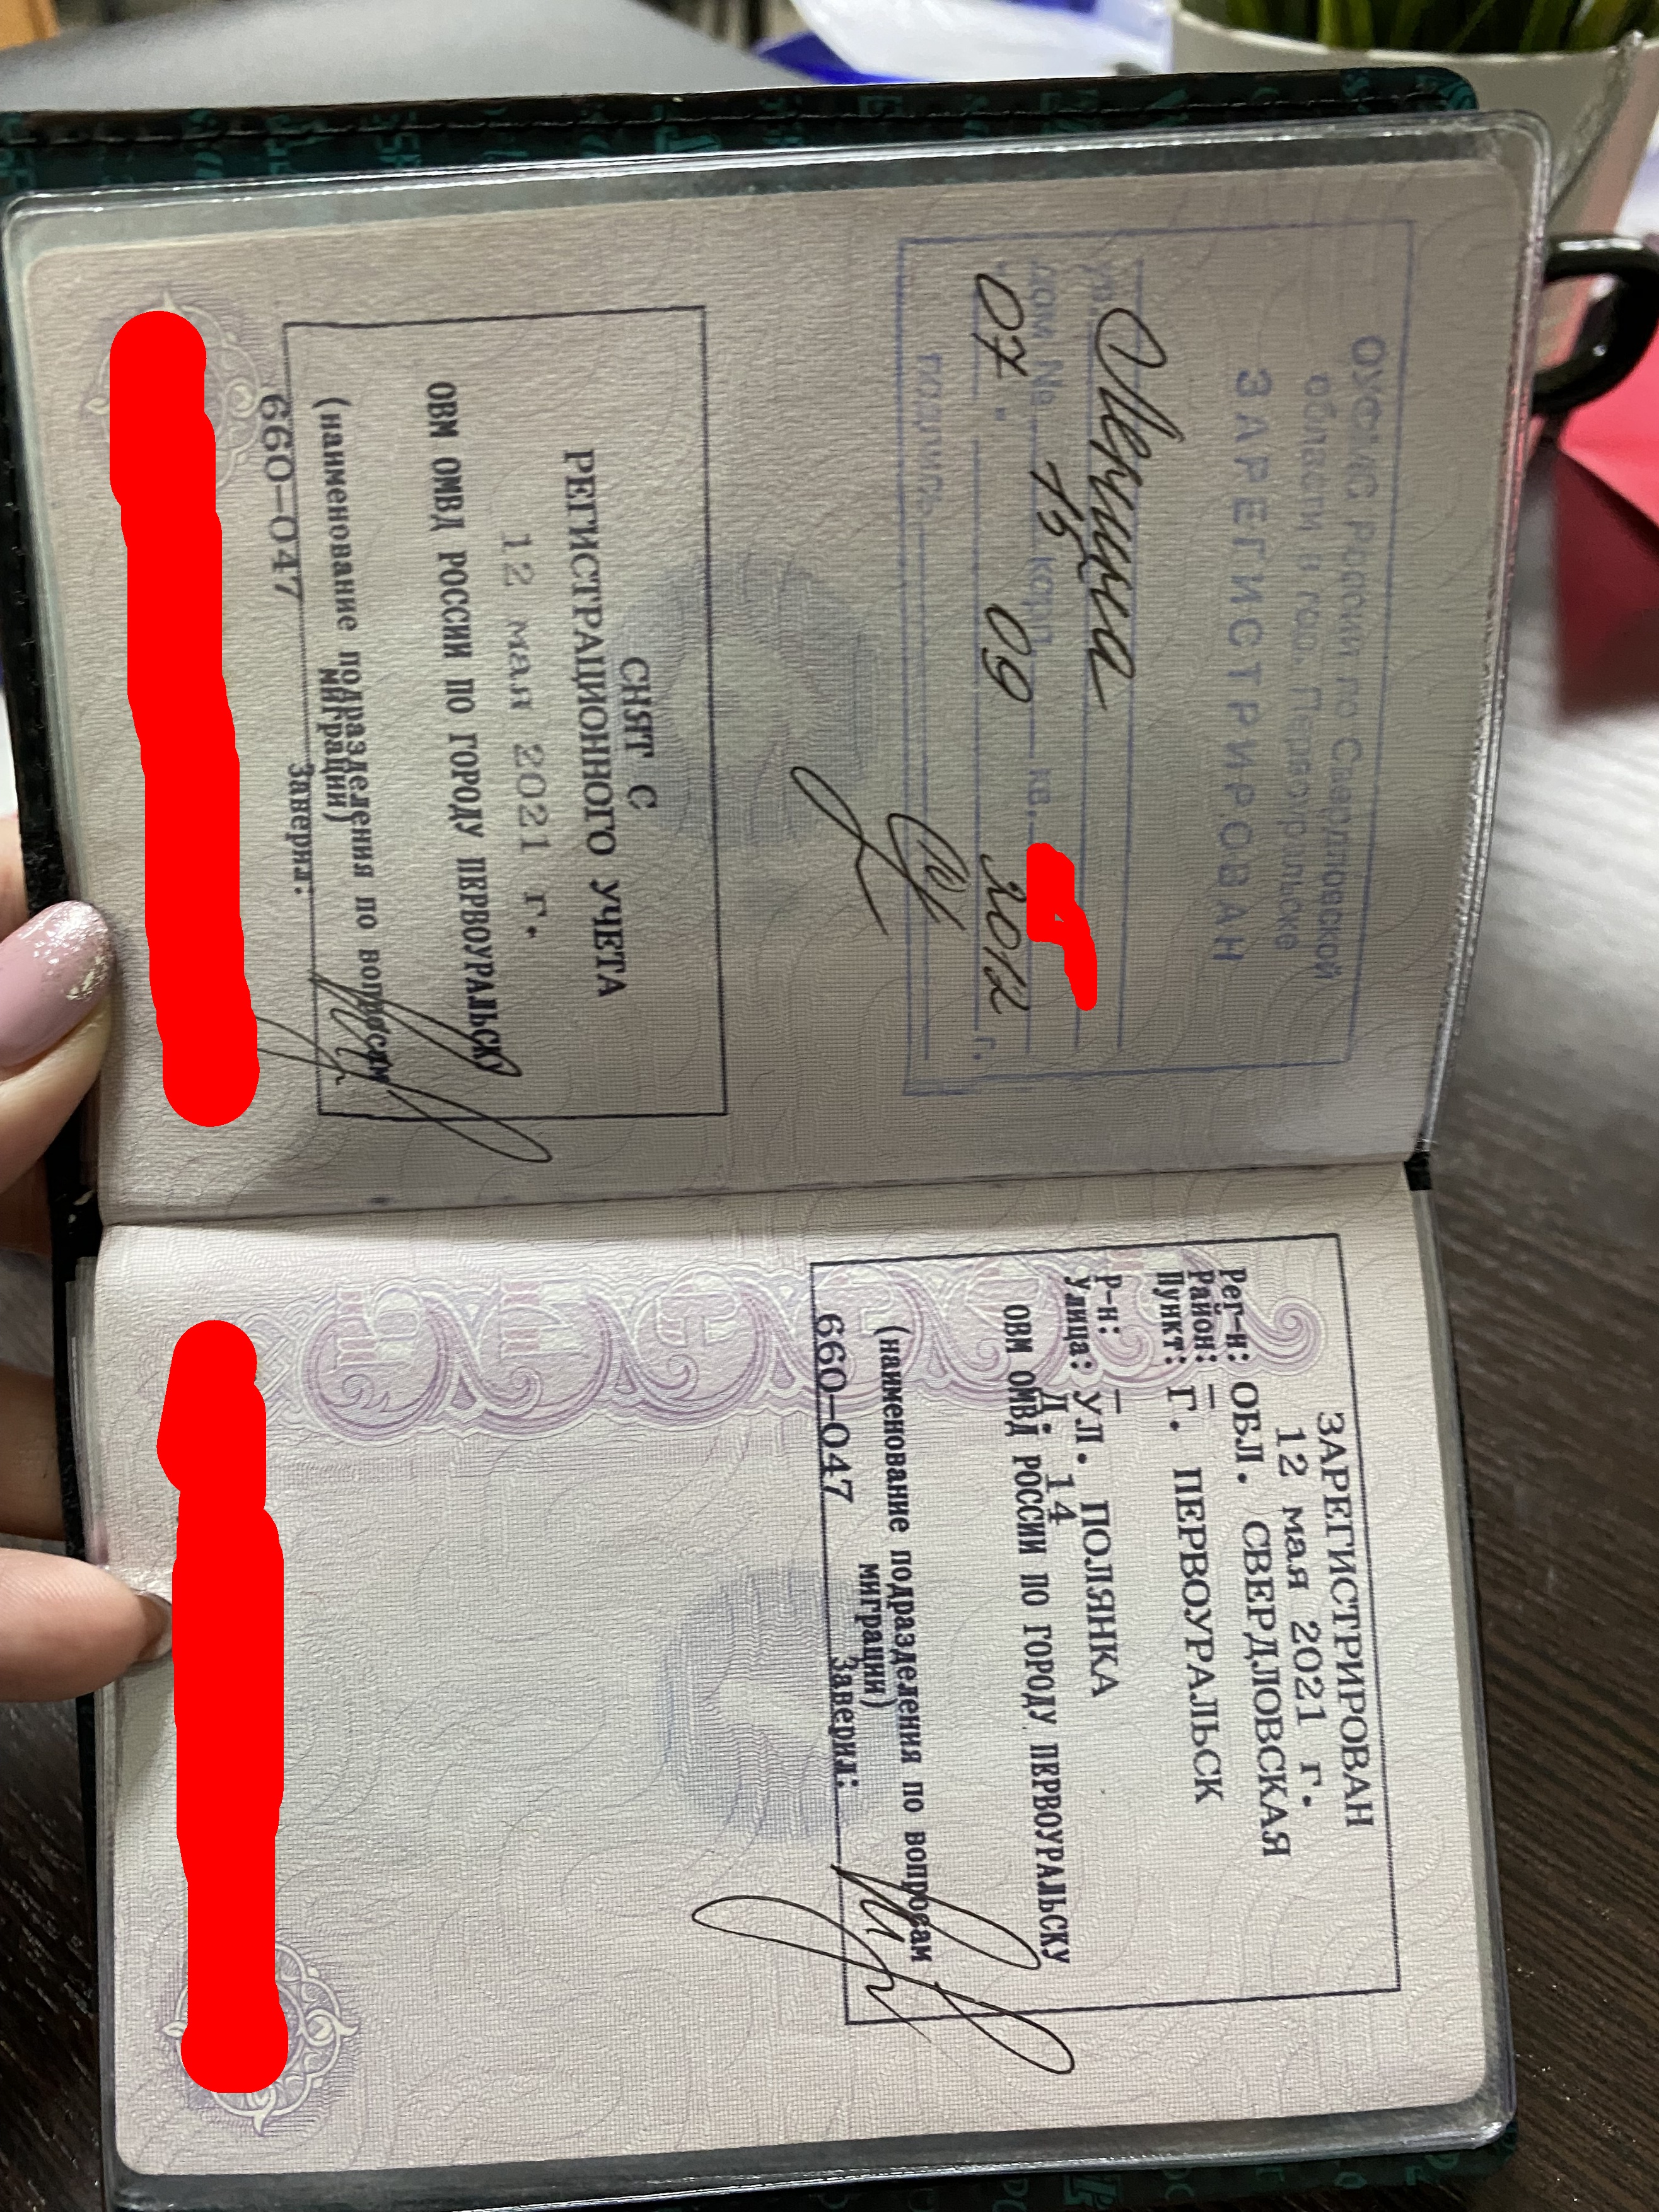 ОУФМС России по Свердловской
области в гор. Первоуральске
ЗАРЕГИСТРИРОВАН
ул. Ленина
дом № 15 корп. кв.
07. 09 2012 г.
подпись
СНЯТ С
РЕГИСТРАЦИОННОГО УЧЕТА
12 мая 2021 г.
ОВМ ОМВД РОССИИ ПО ГОРОДУ ПЕРВОУРАЛЬСКУ
(наименование подразделения по вопросам
миграции)
660-047 Заверил:
ЗАРЕГИСТРИРОВАН
12 мая 2021 г.
Рег-н: ОБЛ. СВЕРДЛОВСКАЯ
Район: –
Пункт: Г. ПЕРВОУРАЛЬСК
Р-н: –
Улица: УЛ. ПОЛЯНКА
Д. 14
ОВМ ОМВД РОССИИ ПО ГОРОДУ ПЕРВОУРАЛЬСКУ
(наименование подразделения по вопросам
миграции)
660-047 Заверил: